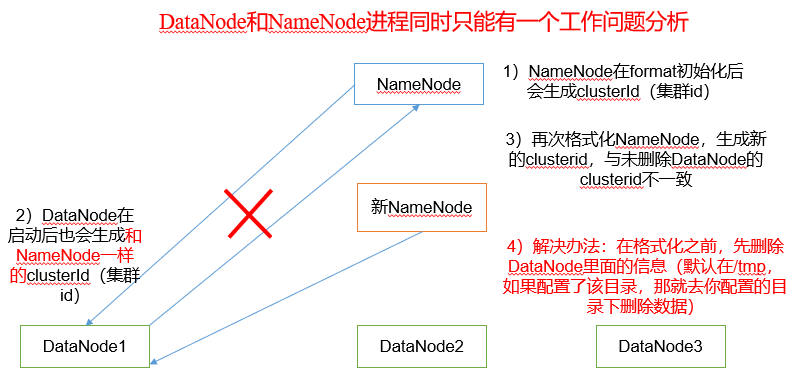 DataNode和NameNode进程同时只能有一个工作问题分析
NameNode
1）NameNode在format初始化后
会生成clusterId（集群id）
3）再次格式化NameNode，生成新
的clusterid，与未删除DataNode的
clusterid不一致
新NameNode
2）DataNode在
启动后也会生成和
NameNode一样
的clusterId（集群
id）
4）解决办法：在格式化之前，先删除
DataNode里面的信息（默认在/tmp，
如果配置了该目录，那就去你配置的目
录下删除数据）
DataNode1
DataNode2
DataNode3